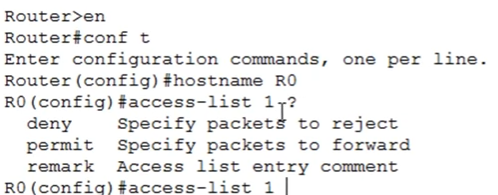 Router>en
Router#conf t
Enter configuration commands, one per line.
Router(config)#hostname R0
R0(config)#access-list 1 ?
  deny    Specify packets to reject
  permit  Specify packets to forward
  remark  Access list entry comment
R0(config)#access-list 1